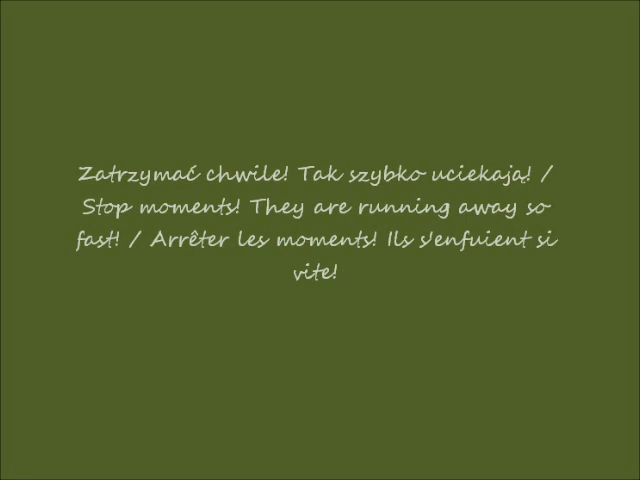 Zatrzymać chwile! Tak szybko uciekają! /
Stop moments! They are running away so
fast! / Arrêter les moments! Ils s'enfuient si
vite!